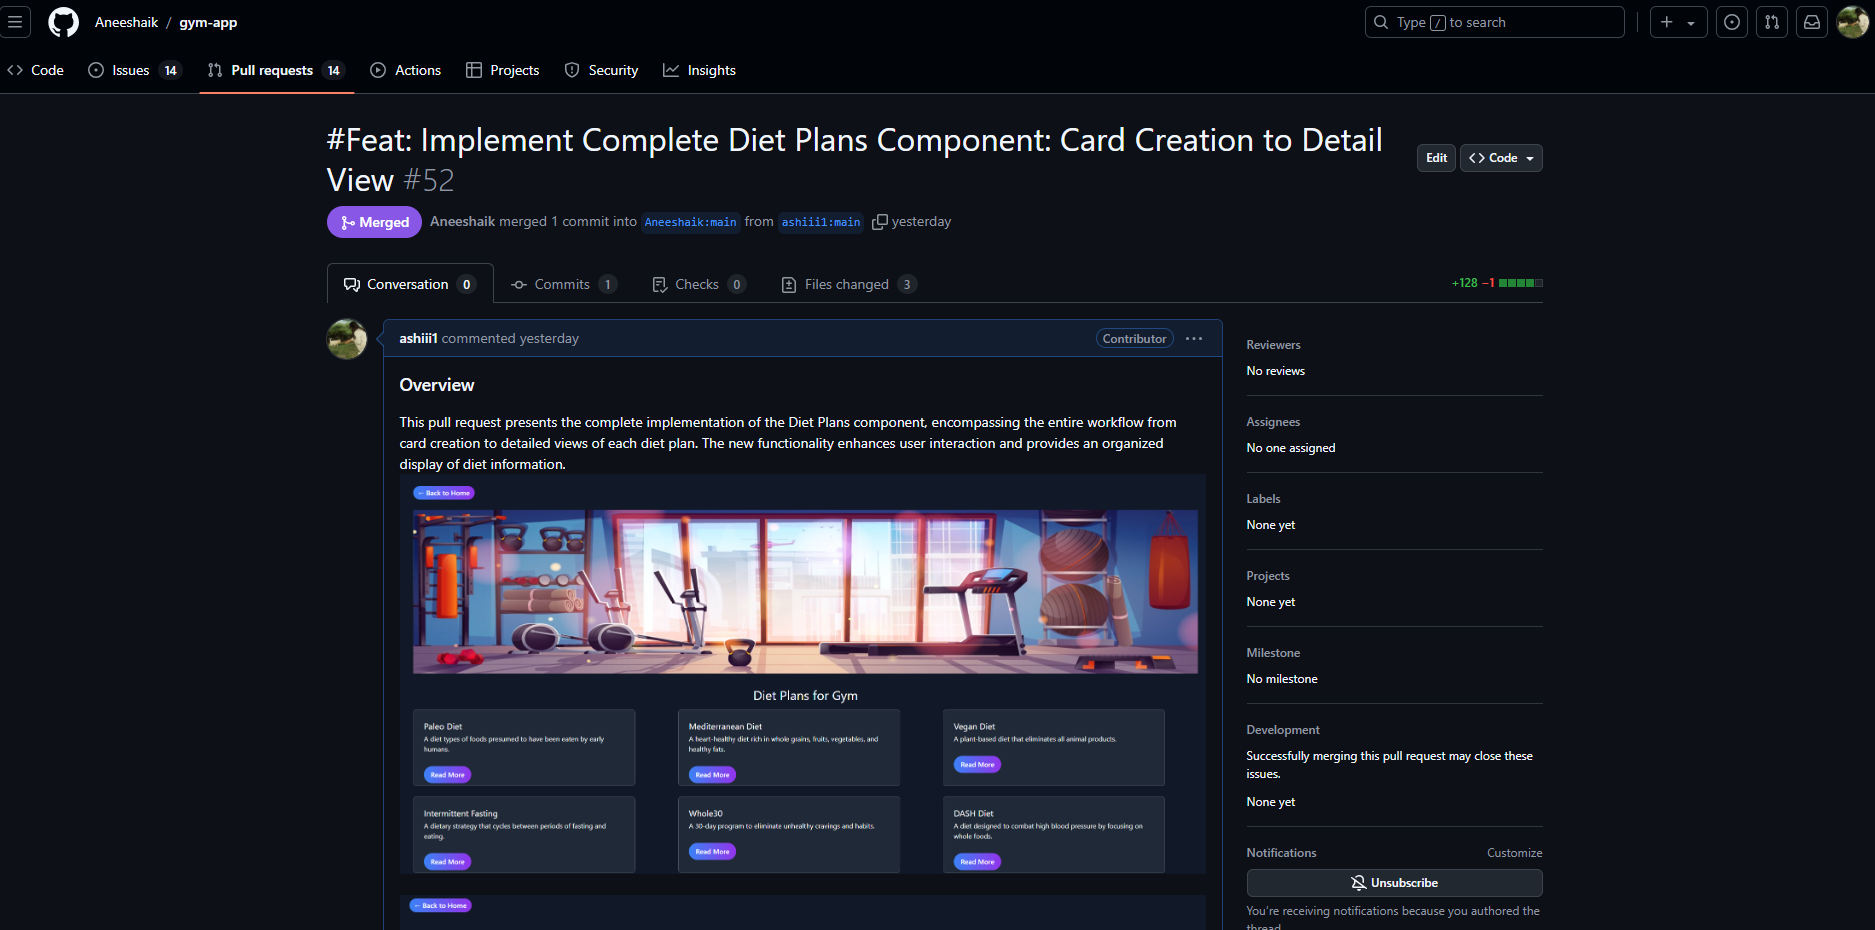 Aneeshaik / gym-app
Type / to search
Code
Issues 14
Pull requests 14
Actions
Projects
Security
Insights
#Feat: Implement Complete Diet Plans Component: Card Creation to Detail
View #52
Edit
Code
Merged
Aneeshaik merged 1 commit into Aneeshaik:main from ashiii1:main yesterday
Conversation 0
Commits 1
Checks 0
Files changed 3
+128 −1
ashiii1 commented yesterday
Contributor
Overview
This pull request presents the complete implementation of the Diet Plans component, encompassing the entire workflow from
card creation to detailed views of each diet plan. The new functionality enhances user interaction and provides an organized
display of diet information.
← Back to Home
Diet Plans for Gym
Paleo Diet
A diet types of foods presumed to have been eaten by early
humans.
Read More
Mediterranean Diet
A heart-healthy diet rich in whole grains, fruits, vegetables, and
healthy fats.
Read More
Vegan Diet
A plant-based diet that eliminates all animal products.
Read More
Intermittent Fasting
A dietary strategy that cycles between periods of fasting and
eating.
Read More
Whole30
A 30-day program to eliminate unhealthy cravings and habits.
Read More
DASH Diet
A diet designed to combat high blood pressure by focusing on
whole foods.
Read More
← Back to Home
Reviewers
No reviews
Assignees
No one assigned
Labels
None yet
Projects
None yet
Milestone
No milestone
Development
Successfully merging this pull request may close these
issues.
None yet
Notifications
Customize
Unsubscribe
You're receiving notifications because you authored the
thread.